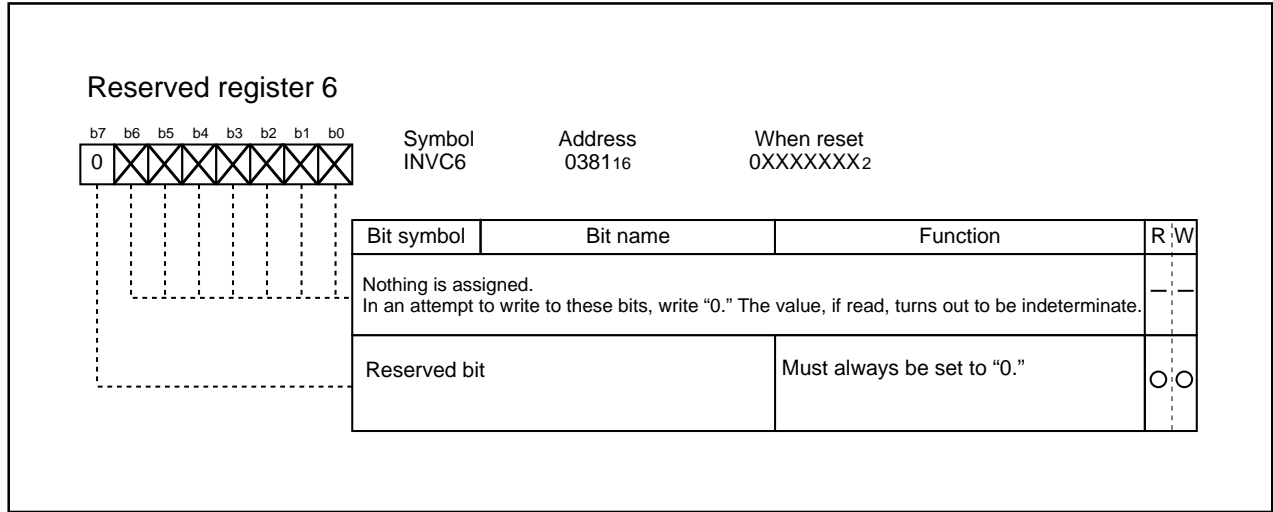 Reserved register 6
b7 b6 b5 b4 b3 b2 b1 b0
0
Symbol Address When reset
INVC6 038116 0XXXXXXX2
Bit symbol Bit name Function R W
Nothing is assigned.
In an attempt to write to these bits, write “0.” The value, if read, turns out to be indeterminate. — —
Reserved bit Must always be set to “0.” O O